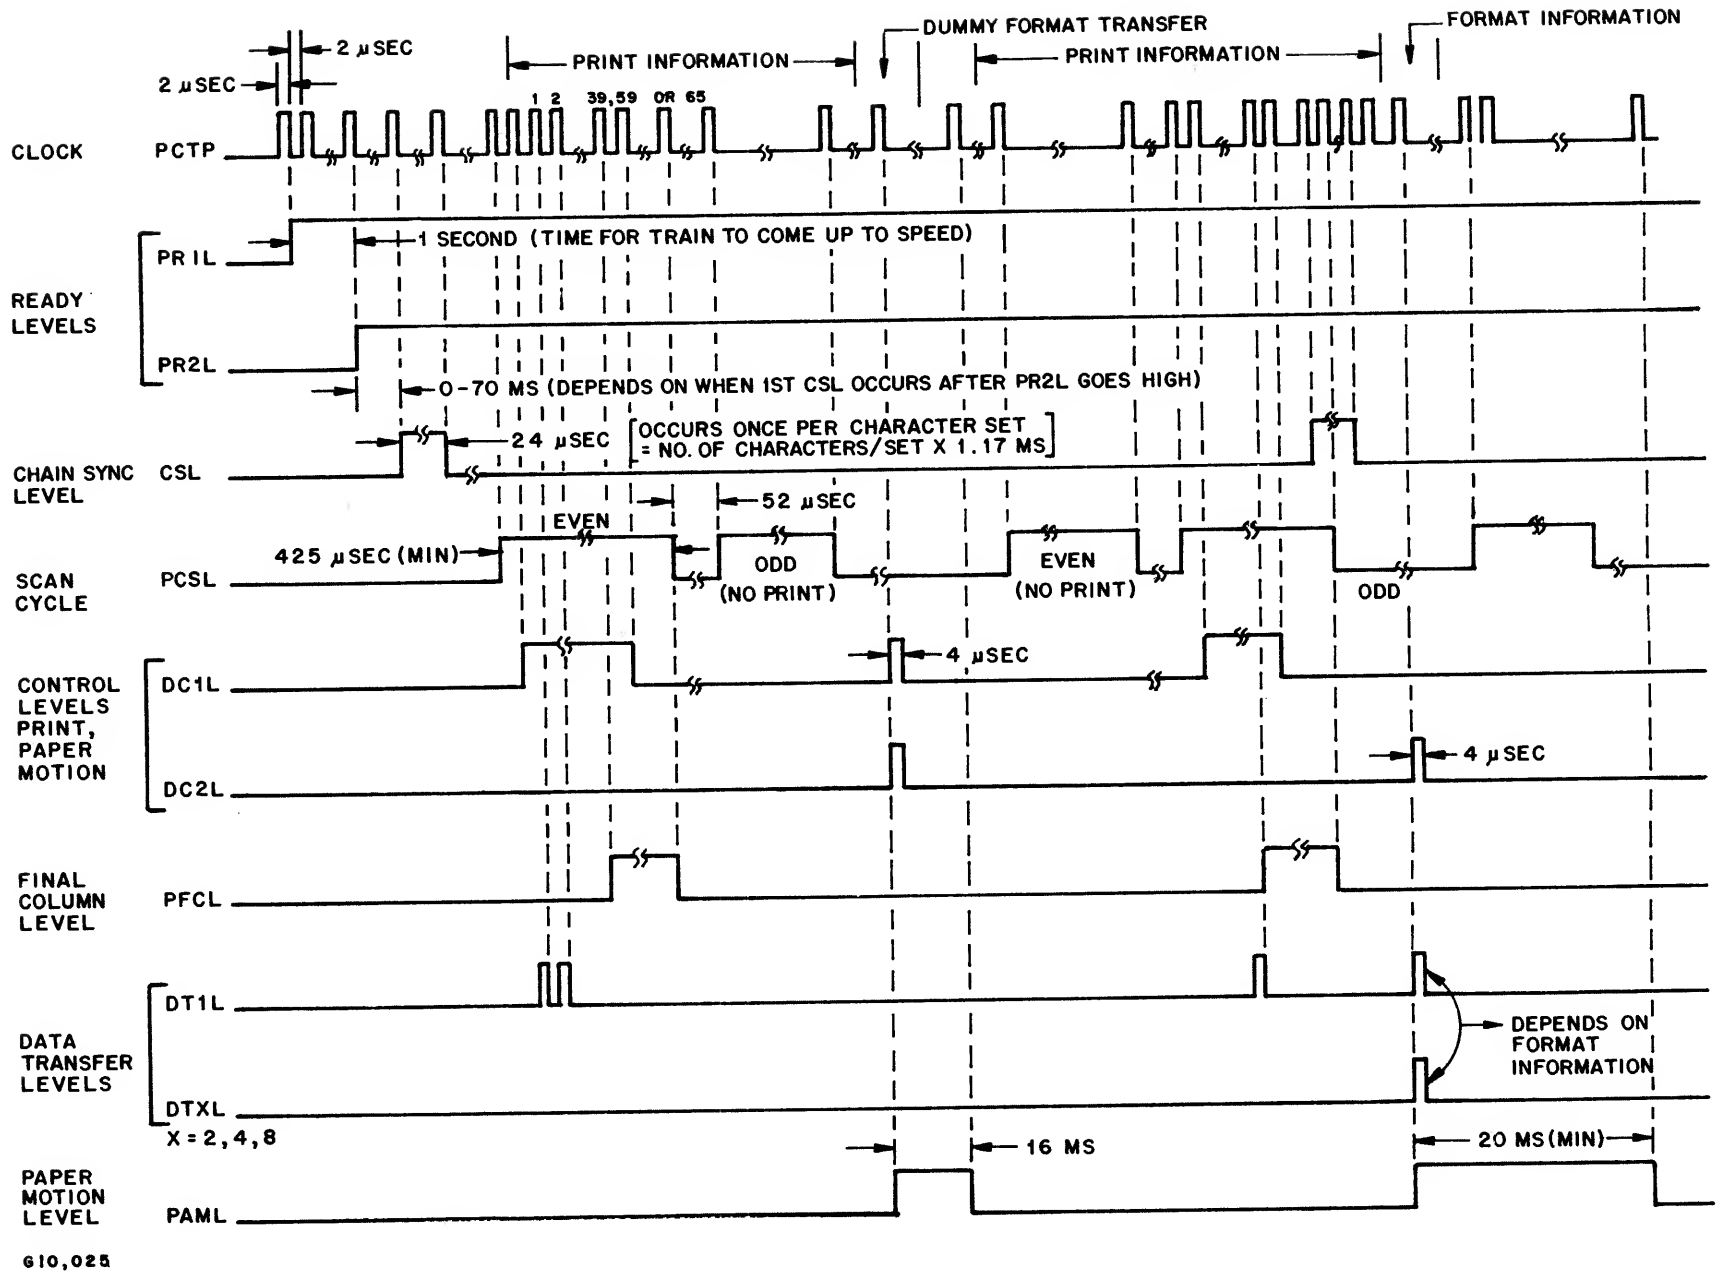 DUMMY FORMAT TRANSFER
FORMAT INFORMATION
2 µSEC
PRINT INFORMATION
PRINT INFORMATION
2 µSEC
1 2 39,59 OR 65
CLOCK PCTP
1 SECOND (TIME FOR TRAIN TO COME UP TO SPEED)
PR1L
READY
LEVELS
PR2L
0-70 MS (DEPENDS ON WHEN 1ST CSL OCCURS AFTER PR2L GOES HIGH)
24 µSEC
OCCURS ONCE PER CHARACTER SET
= NO. OF CHARACTERS/SET X 1.17 MS
CHAIN SYNC
LEVEL
CSL
52 µSEC
EVEN
425 µSEC (MIN)
ODD
(NO PRINT)
EVEN
(NO PRINT)
ODD
SCAN
CYCLE
PCSL
4 µSEC
CONTROL
LEVELS
PRINT,
PAPER
MOTION
DC1L
4 µSEC
DC2L
FINAL
COLUMN
LEVEL
PFCL
DT1L
DATA
TRANSFER
LEVELS
DEPENDS ON
FORMAT
INFORMATION
DTXL
X = 2, 4, 8
16 MS
20 MS (MIN)
PAPER
MOTION
LEVEL
PAML
G10,025